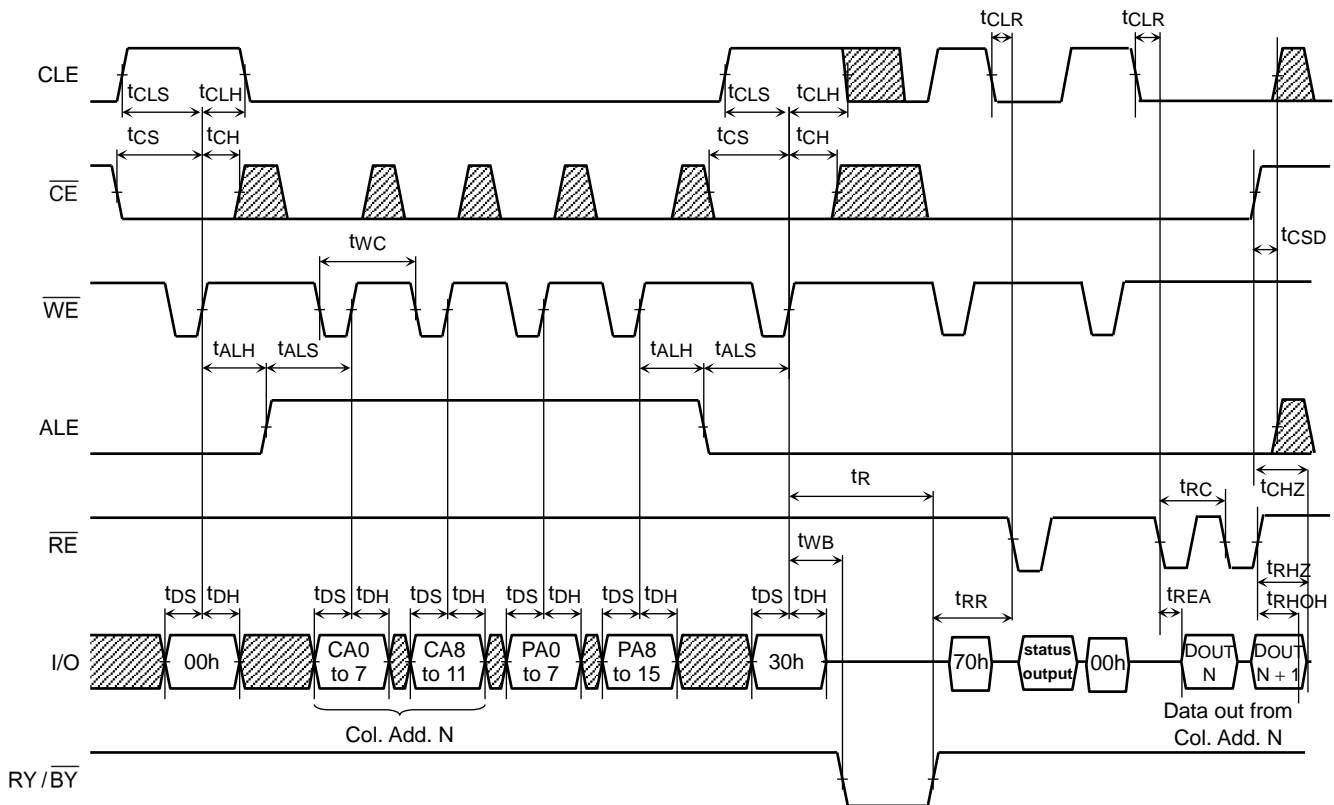 tCLR tCLR
CLE
tCLS tCLH tCLS tCLH
tCS tCH tCS tCH
CE
tWC tCSD
WE
tALH tALS tALH tALS
ALE
tR tRC tCHZ
RE
tWB
tDS tDH tDS tDH tDS tDH tDS tDH tDS tDH tDS tDH tRR tREA tRHZ
tRHOH
I/O 00h CA0 to 7 CA8 to 11 PA0 to 7 PA8 to 15 30h 70h status output 00h DOUT N DOUT N + 1
Col. Add. N
Data out from
Col. Add. N
RY / BY